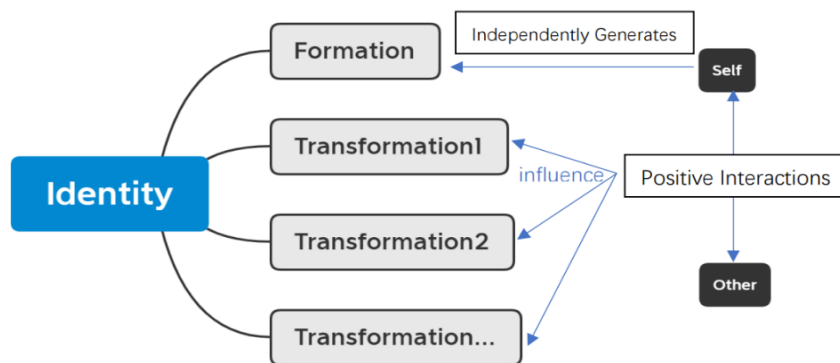 Formation
Independently Generates
Self
Transformation1
influence
Positive Interactions
Identity
Transformation2
Other
Transformation...